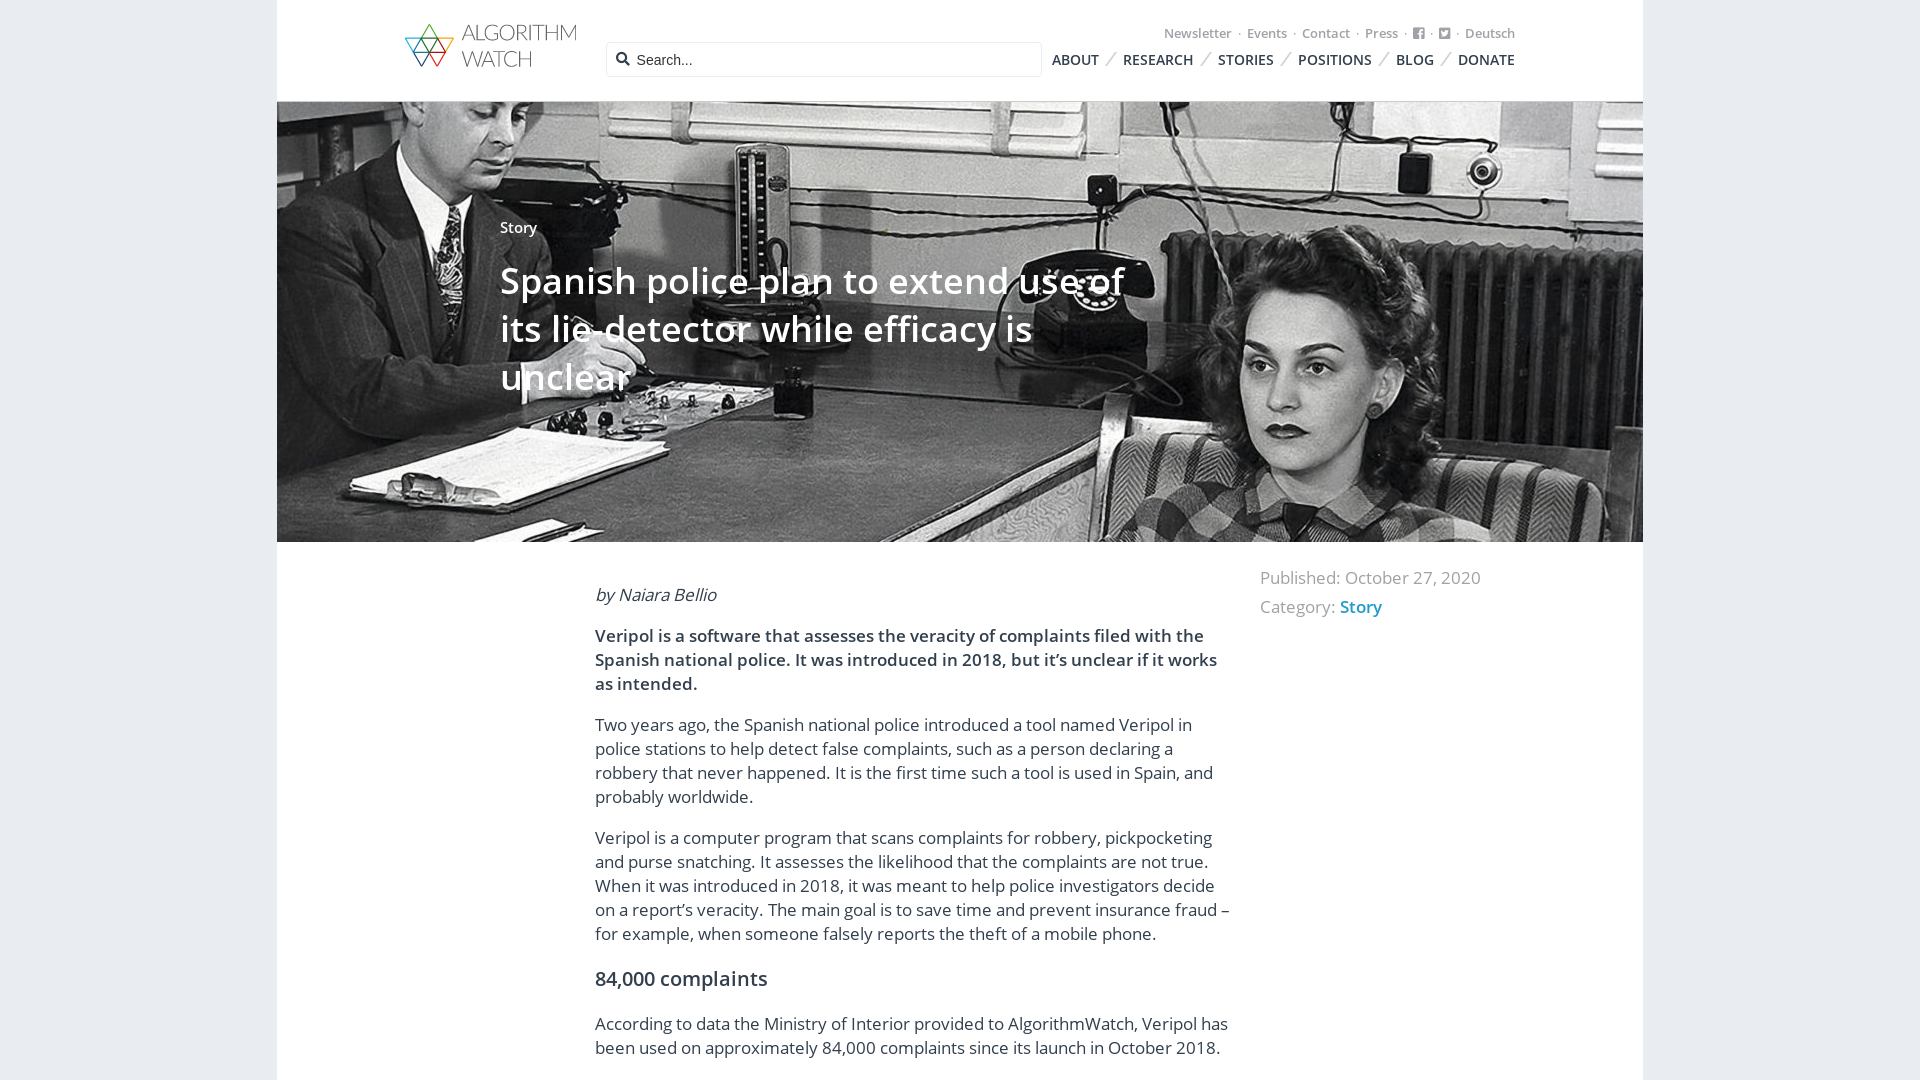 ALGORITHM
WATCH
Search...
Newsletter · Events · Contact · Press · · · Deutsch
ABOUT / RESEARCH / STORIES / POSITIONS / BLOG / DONATE
Story
Spanish police plan to extend use of
its lie-detector while efficacy is
unclear
Published: October 27, 2020
Category: Story
by Naiara Bellio
Veripol is a software that assesses the veracity of complaints filed with the
Spanish national police. It was introduced in 2018, but it’s unclear if it works
as intended.
Two years ago, the Spanish national police introduced a tool named Veripol in
police stations to help detect false complaints, such as a person declaring a
robbery that never happened. It is the first time such a tool is used in Spain, and
probably worldwide.
Veripol is a computer program that scans complaints for robbery, pickpocketing
and purse snatching. It assesses the likelihood that the complaints are not true.
When it was introduced in 2018, it was meant to help police investigators decide
on a report’s veracity. The main goal is to save time and prevent insurance fraud –
for example, when someone falsely reports the theft of a mobile phone.
84,000 complaints
According to data the Ministry of Interior provided to AlgorithmWatch, Veripol has
been used on approximately 84,000 complaints since its launch in October 2018.